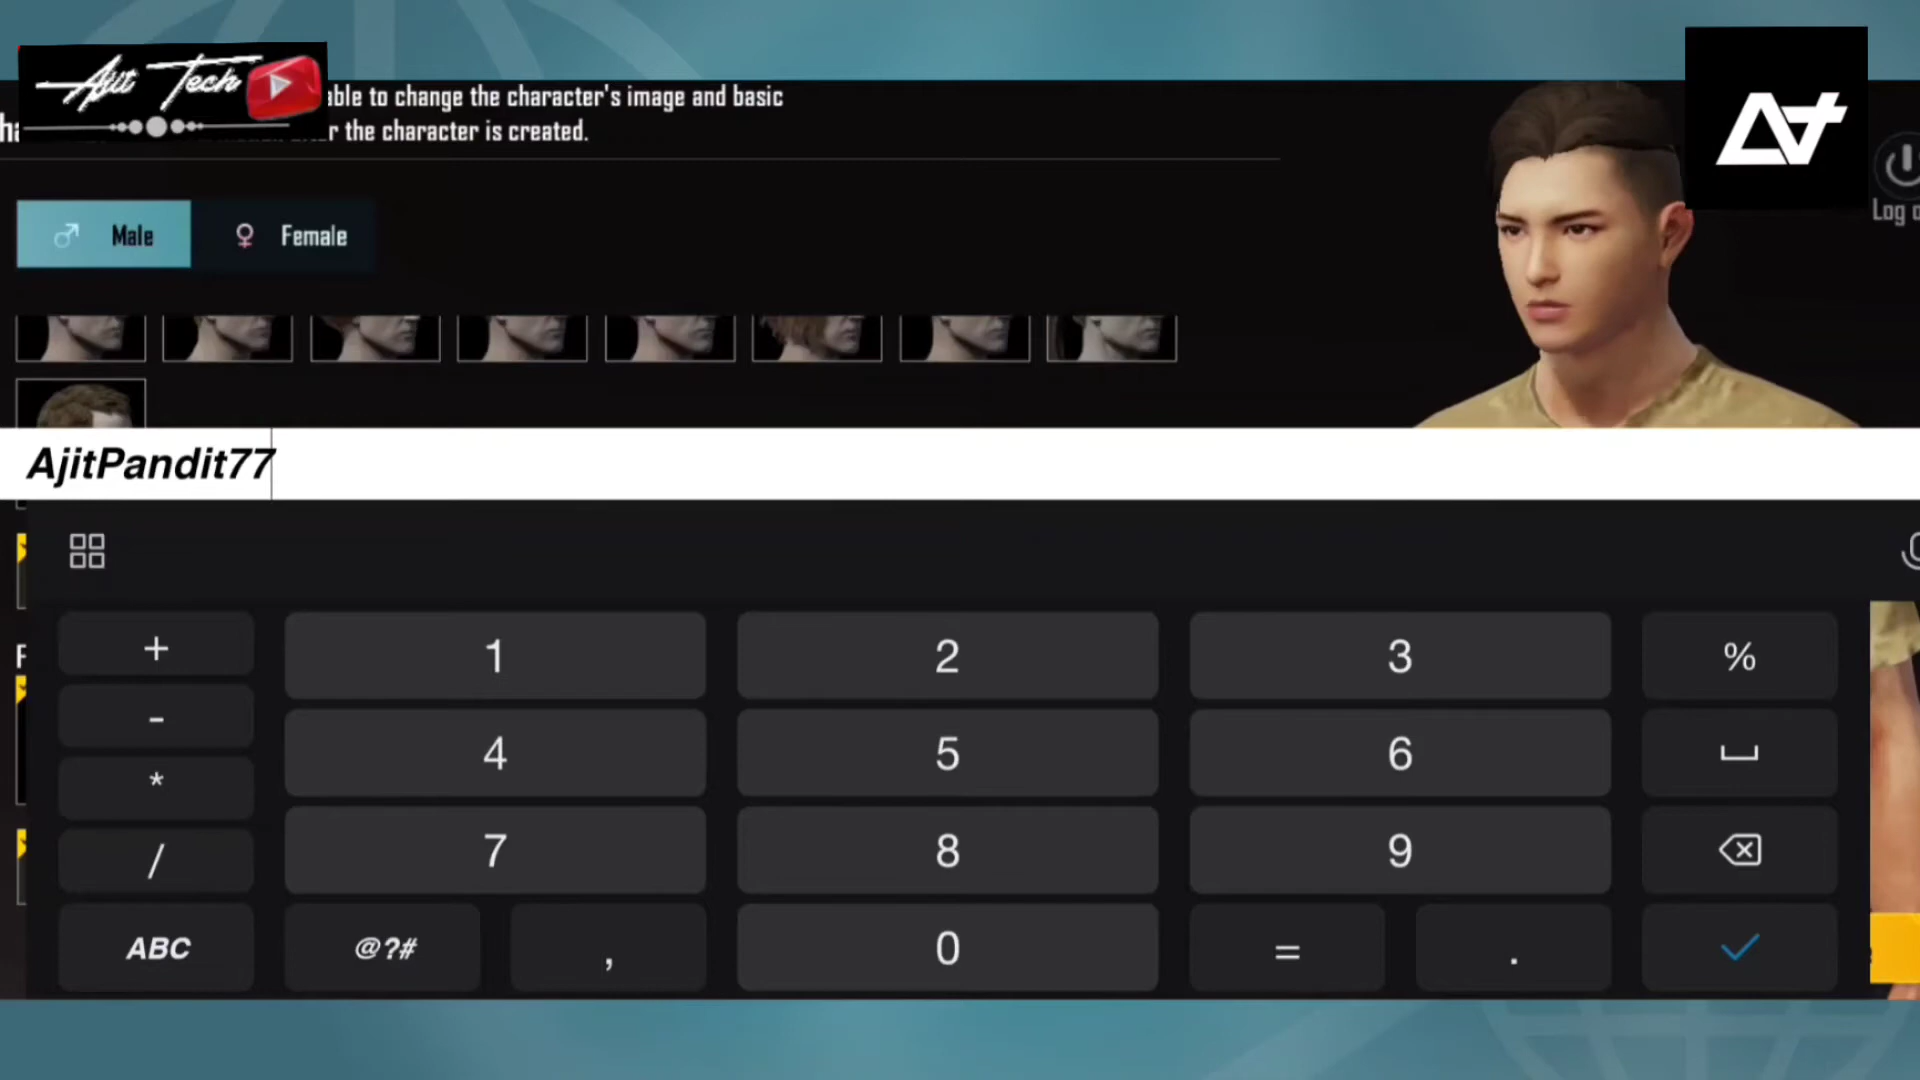 Ajit Tech
able to change the character's image and basic
r the character is created.
Male
Female
Log
AjitPandit77
+
1
2
3
%
-
4
5
6
*
7
8
9
/
ABC
@?#
,
0
=
.